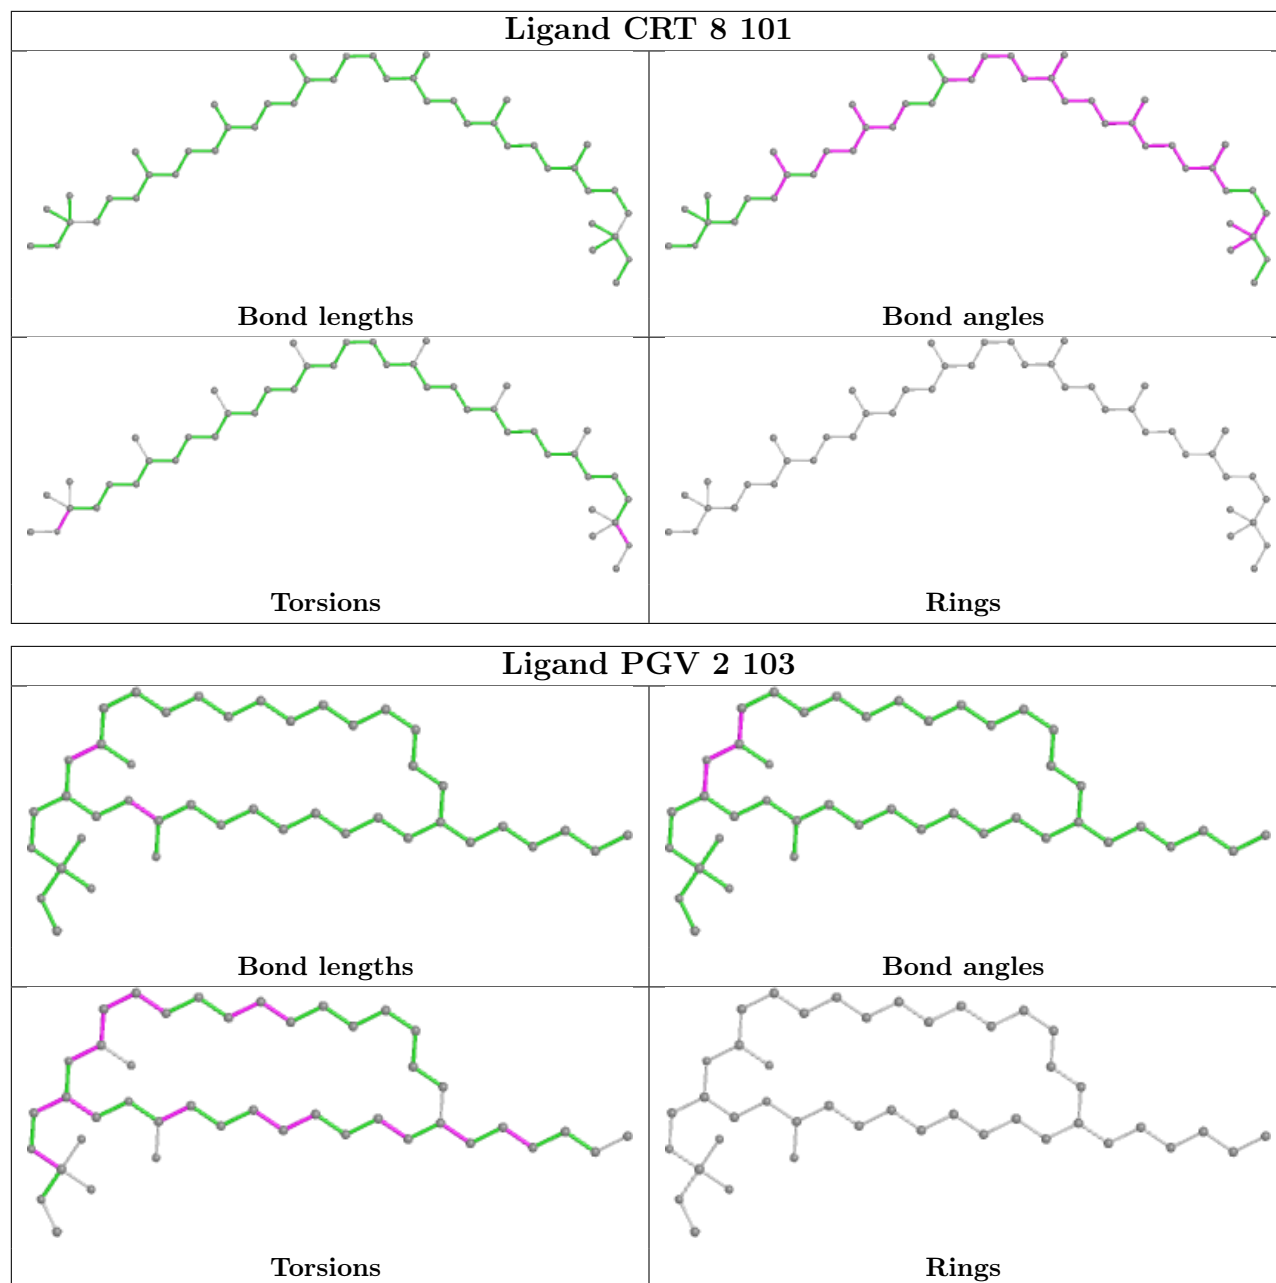 Ligand CRT 8 101
Bond lengths
Bond angles
Torsions
Rings
Ligand PGV 2 103
Bond lengths
Bond angles
Torsions
Rings